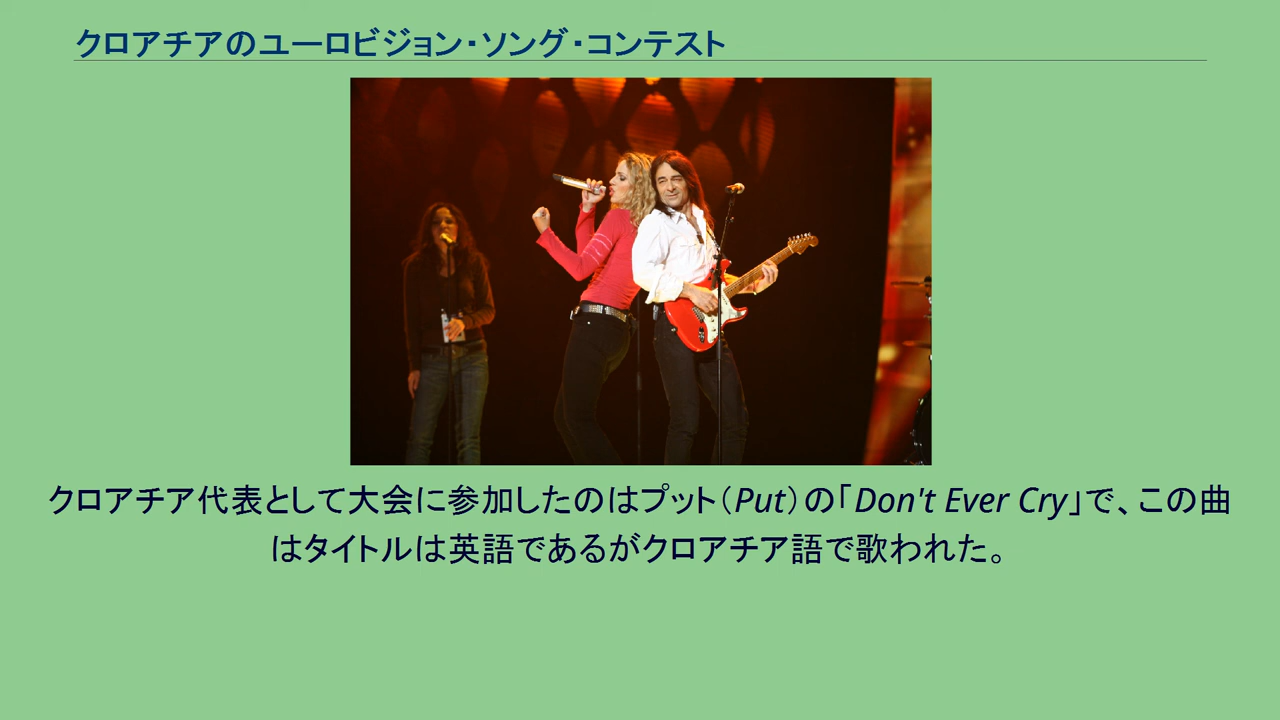 クロアチアのユーロビジョン・ソング・コンテスト
クロアチア代表として大会に参加したのはプット（Put）の「Don't Ever Cry」で、この曲
はタイトルは英語であるがクロアチア語で歌われた。